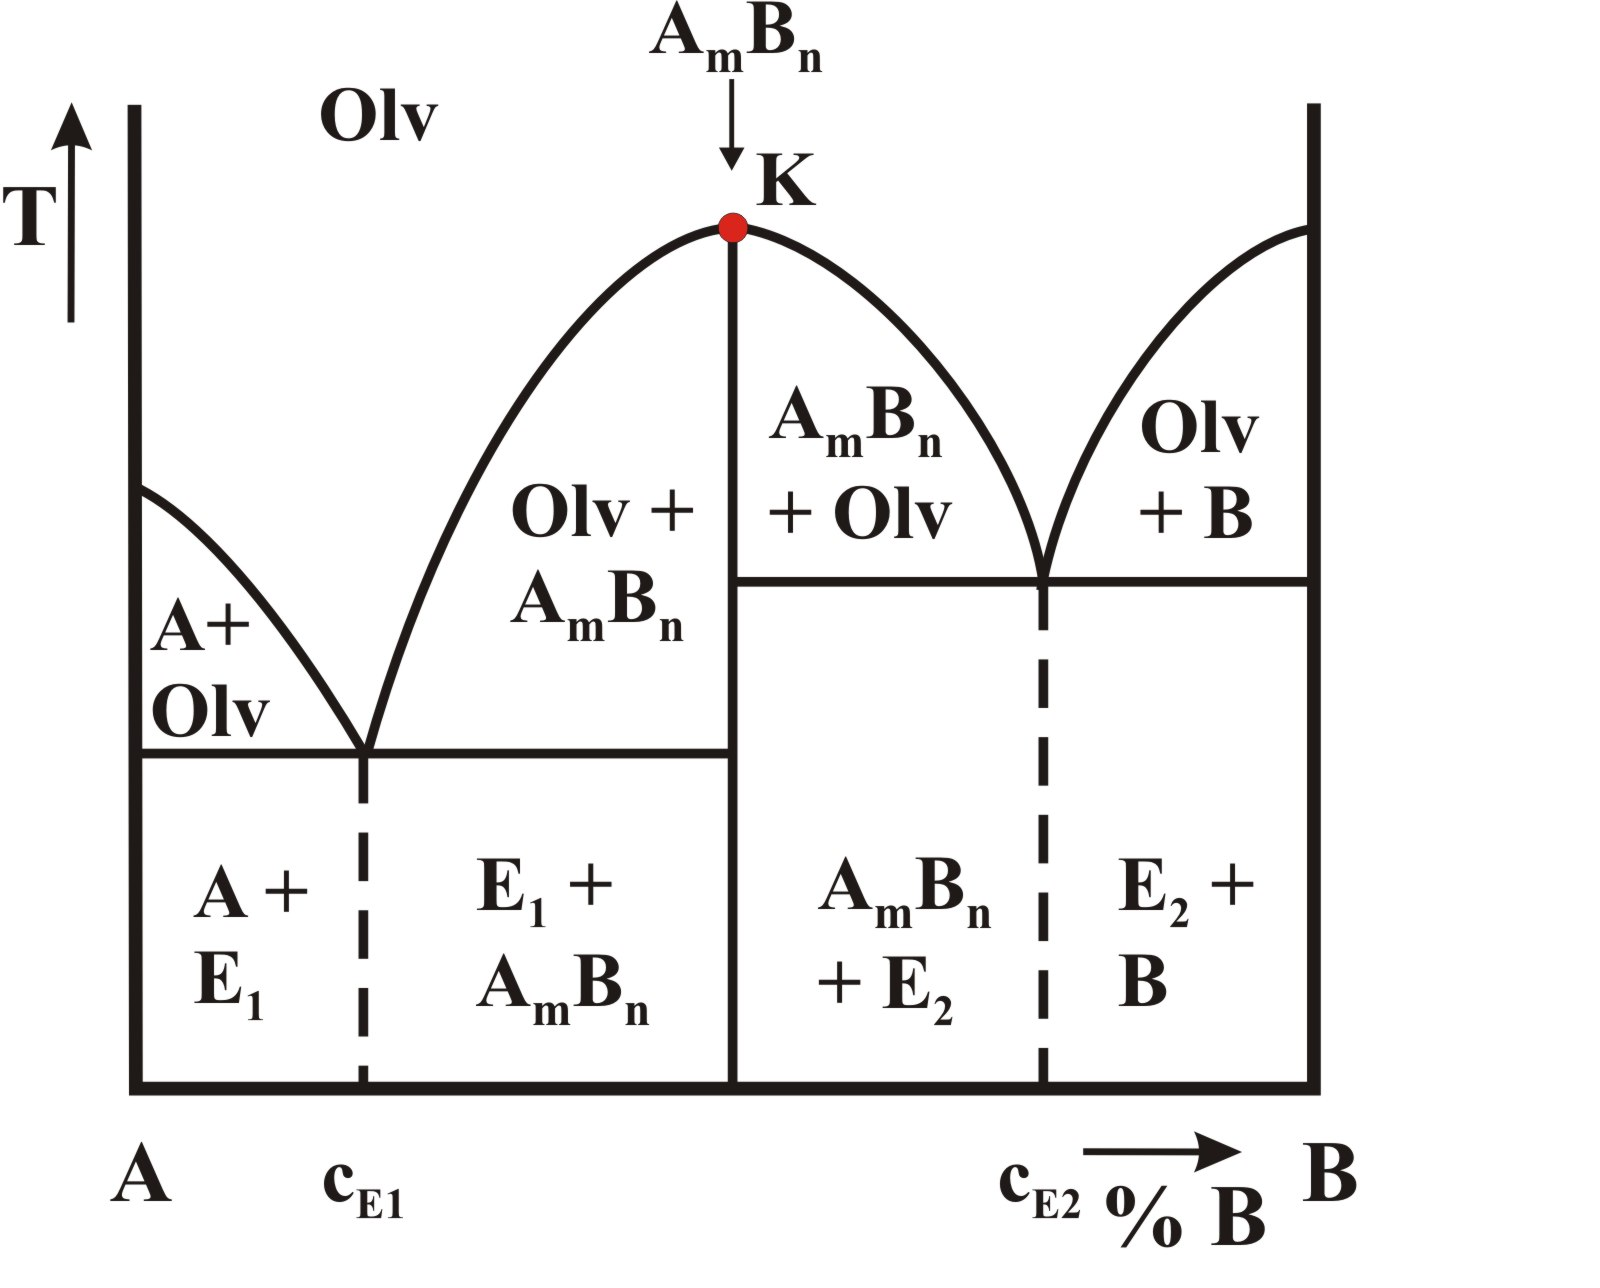 AmBn
Olv
K
T
AmBn
+ Olv
Olv
+ B
Olv +
AmBn
A+
Olv
A +
E1
E1 +
AmBn
AmBn
+ E2
E2 +
B
A
cE1
cE2
% B
B